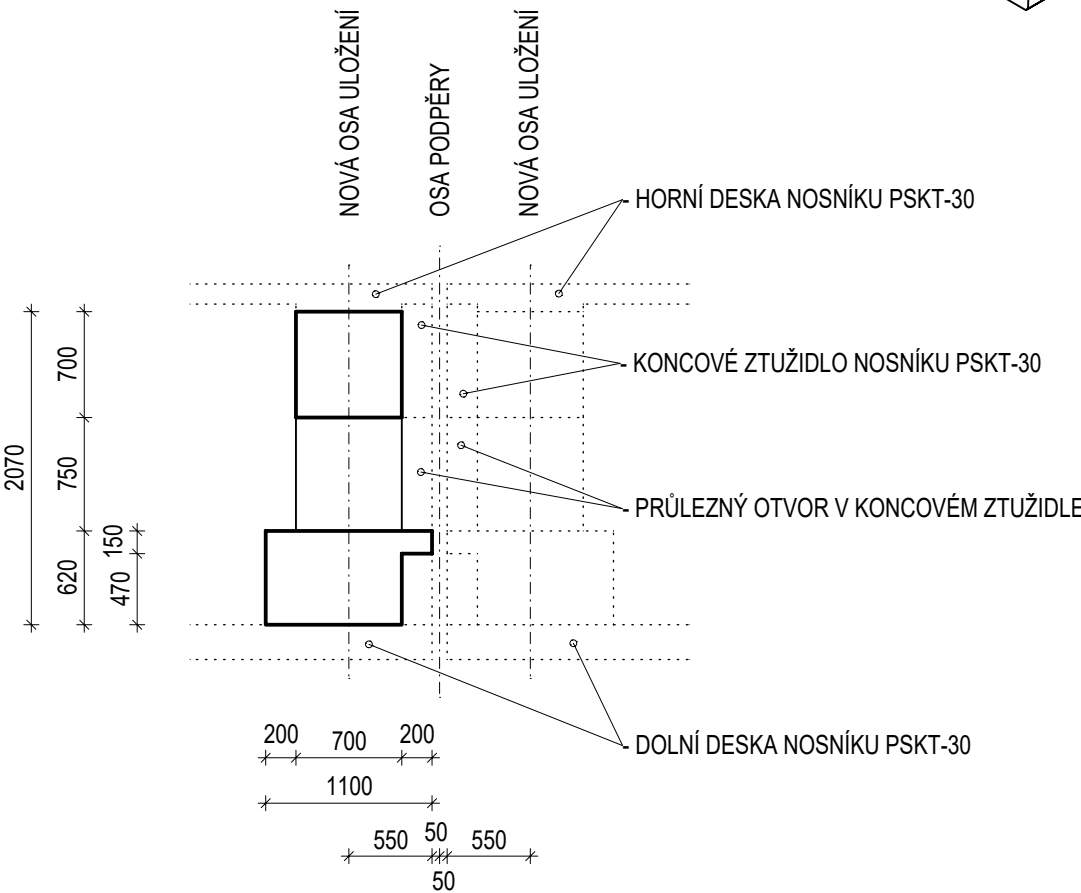 NOVÁ OSA ULOŽENÍ
OSA PODPĚRY
NOVÁ OSA ULOŽENÍ
HORNÍ DESKA NOSNÍKU PSKT-30
KONCOVÉ ZTUŽIDLO NOSNÍKU PSKT-30
PRŮLEZNÝ OTVOR V KONCOVÉM ZTUŽIDLE
DOLNÍ DESKA NOSNÍKU PSKT-30
2070
700
750
620
150
470
200 700 200
1100
550 50 550
50